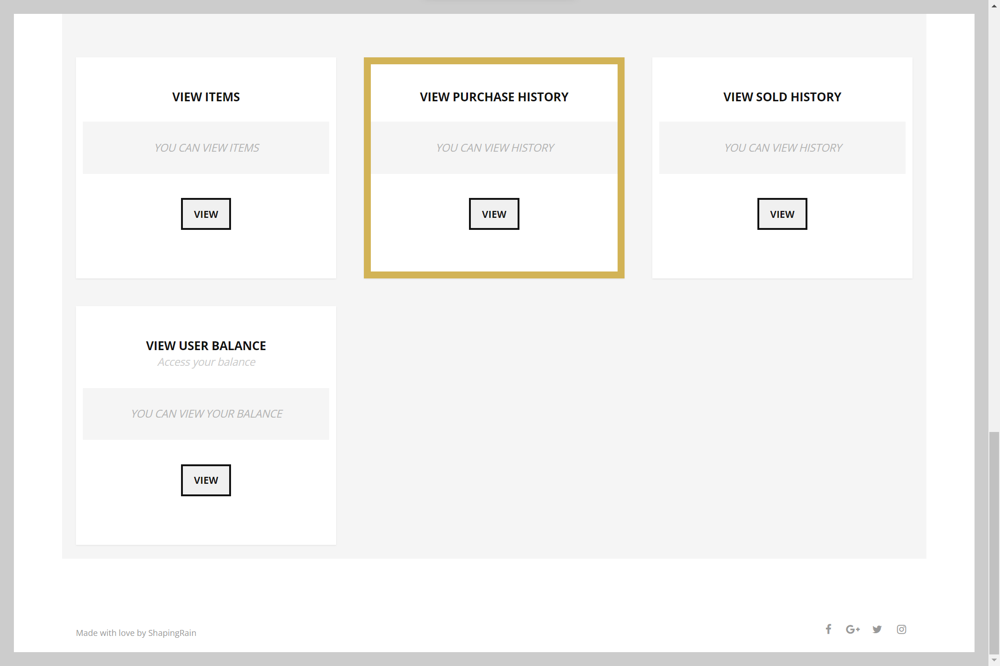 VIEW ITEMS
YOU CAN VIEW ITEMS
VIEW
VIEW PURCHASE HISTORY
YOU CAN VIEW HISTORY
VIEW
VIEW SOLD HISTORY
YOU CAN VIEW HISTORY
VIEW
VIEW USER BALANCE
Access your balance
YOU CAN VIEW YOUR BALANCE
VIEW
Made with love by ShapingRain